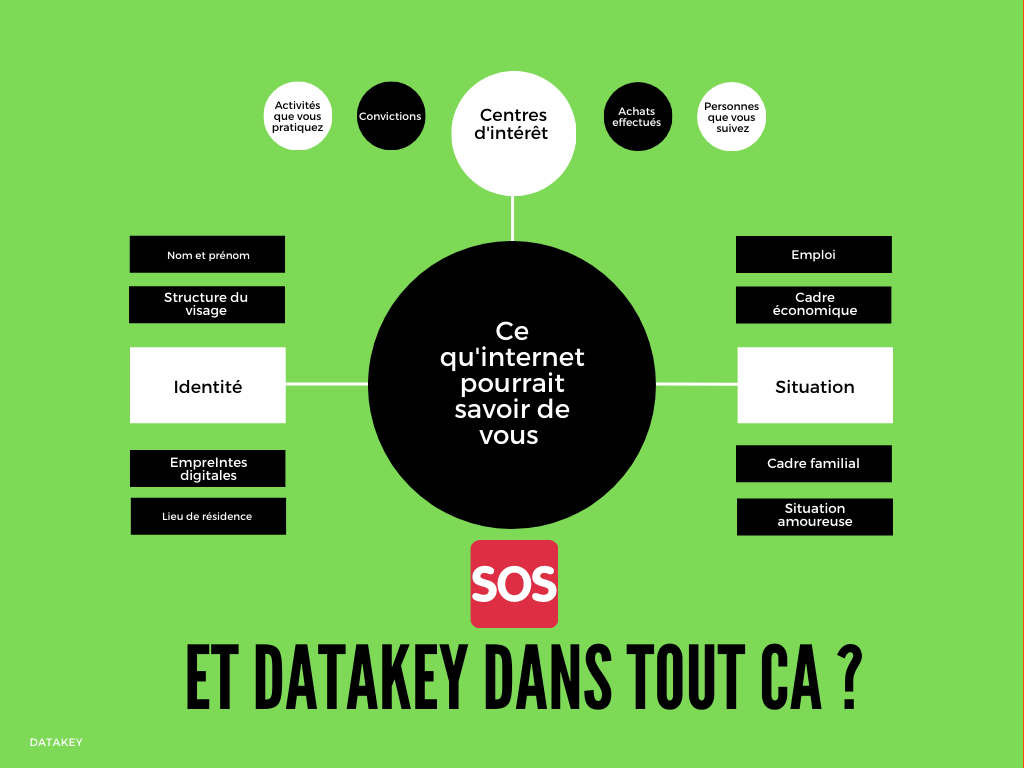 Activités
que vous
pratiquez
Convictions
Centres
d'intérêt
Achats
effectués
Personnes
que vous
suivez
Nom et prénom
Structure du
visage
Identité
EmpreIntes
digitales
Lieu de résidence
Ce
qu'internet
pourrait
savoir de
vous
Emploi
Cadre
économique
Situation
Cadre familial
Situation
amoureuse
SOS
ET DATAKEY DANS TOUT CA ?
DATAKEY